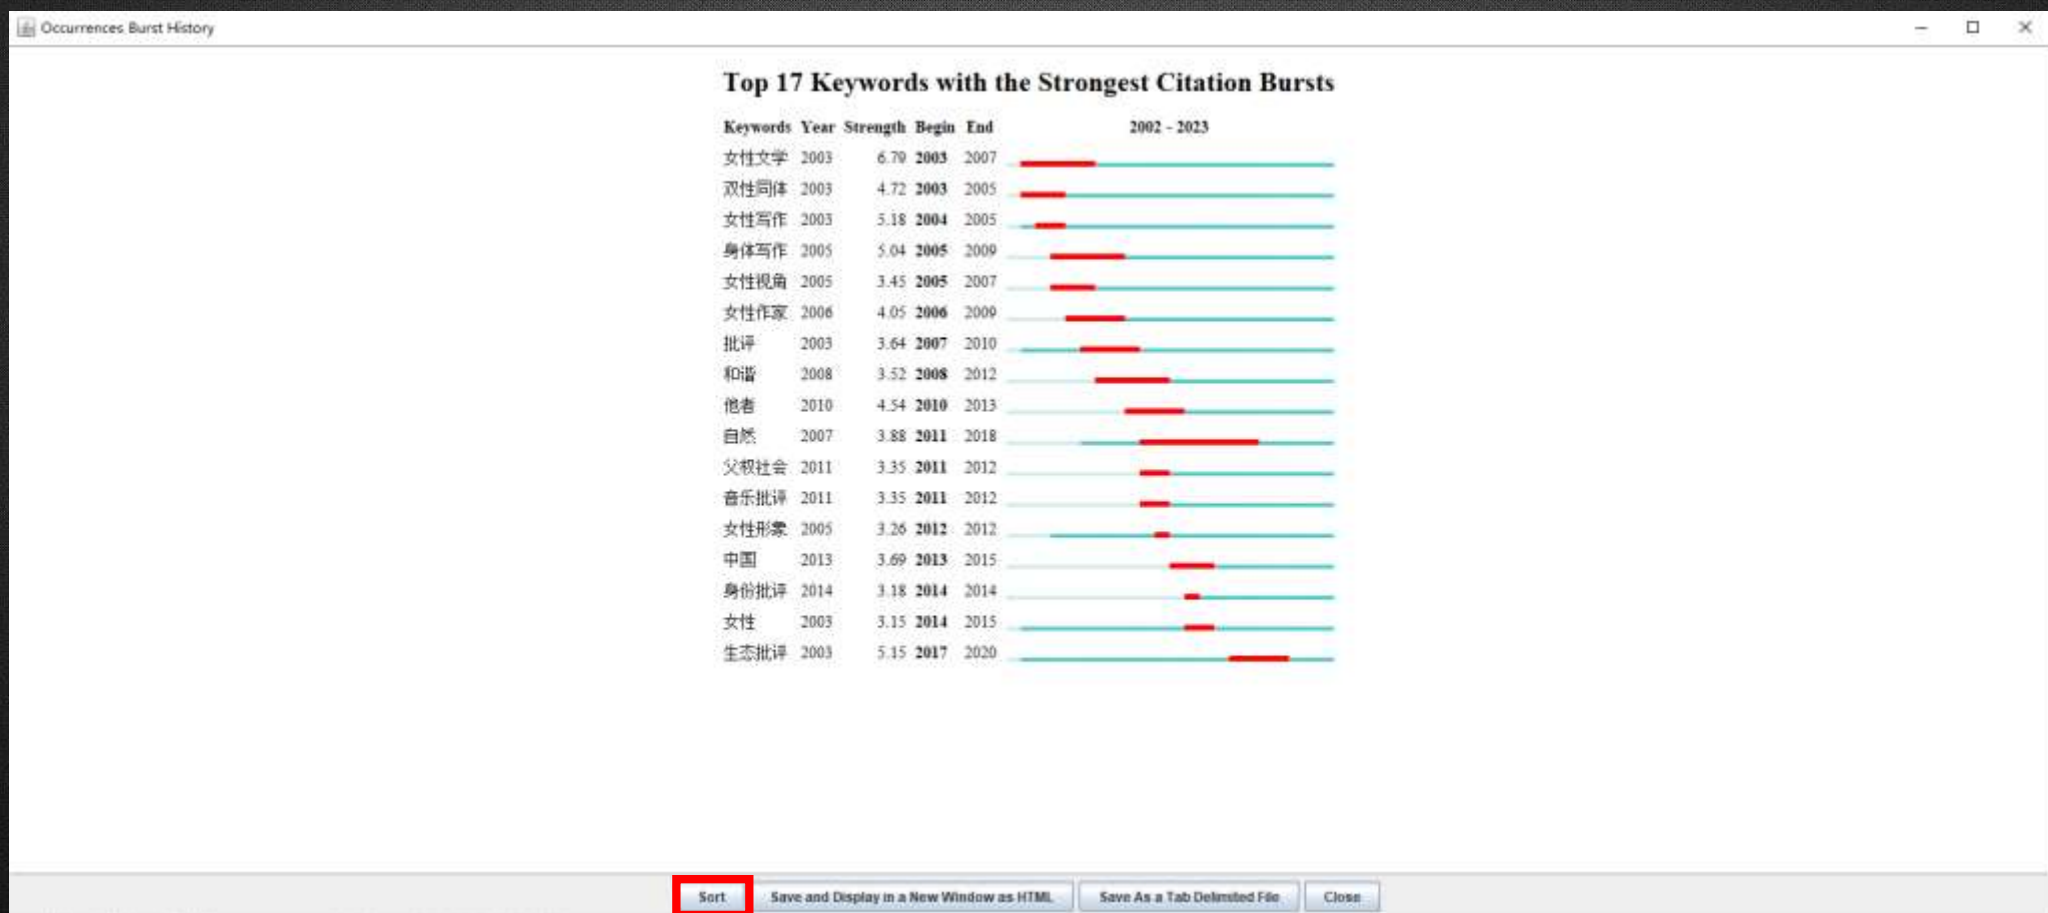 Occurrences Burst History
Top 17 Keywords with the Strongest Citation Bursts
Keywords Year Strength Begin End 2002 - 2023
女性文学 2003 6.79 2003 2007
双性同体 2003 4.72 2003 2005
女性写作 2003 5.18 2004 2005
身体写作 2005 5.04 2005 2009
女性视角 2005 3.45 2005 2007
女性作家 2006 4.05 2006 2009
批评 2003 3.64 2007 2010
和谐 2008 3.52 2008 2012
他者 2010 4.54 2010 2013
自然 2007 3.88 2011 2018
父权社会 2011 3.35 2011 2012
音乐批评 2011 3.35 2011 2012
女性形象 2005 3.26 2012 2012
中国 2013 3.69 2013 2015
身份批评 2014 3.18 2014 2014
女性 2003 3.15 2014 2015
生态批评 2003 5.15 2017 2020
Sort Save and Display in a New Window as HTML Save As a Tab Delimited File Close